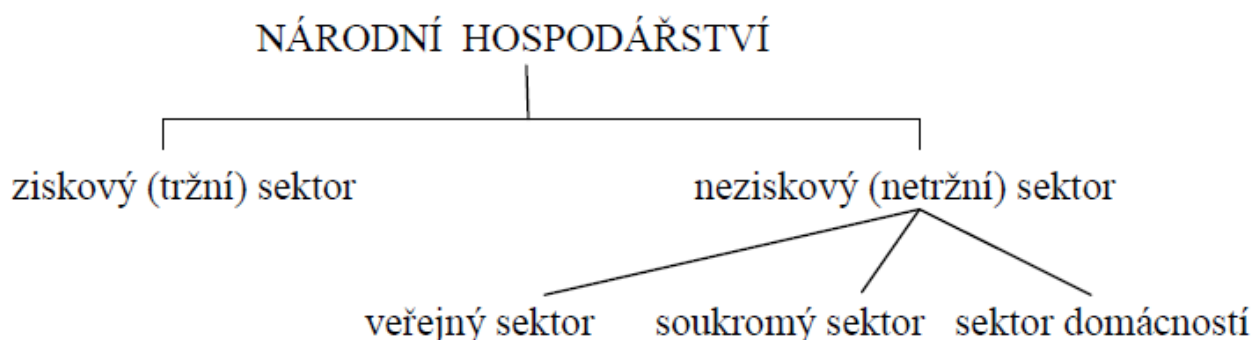 NÁRODNÍ HOSPODÁŘSTVÍ
ziskový (tržní) sektor
neziskový (netržní) sektor
veřejný sektor
soukromý sektor
sektor domácností